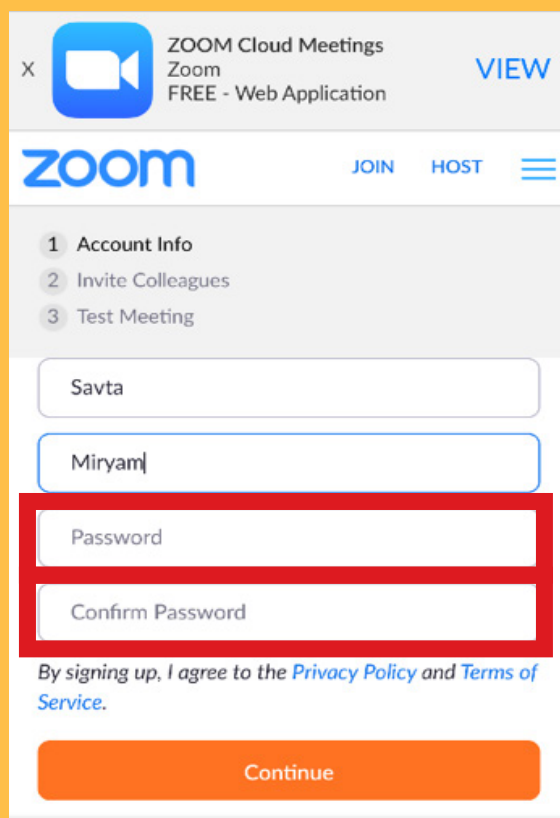 X
ZOOM Cloud Meetings
Zoom
FREE - Web Application
VIEW
zoom
JOIN HOST
1 Account Info
2 Invite Colleagues
3 Test Meeting
Savta
Miryam
Password
Confirm Password
By signing up, I agree to the Privacy Policy and Terms of
Service.
Continue